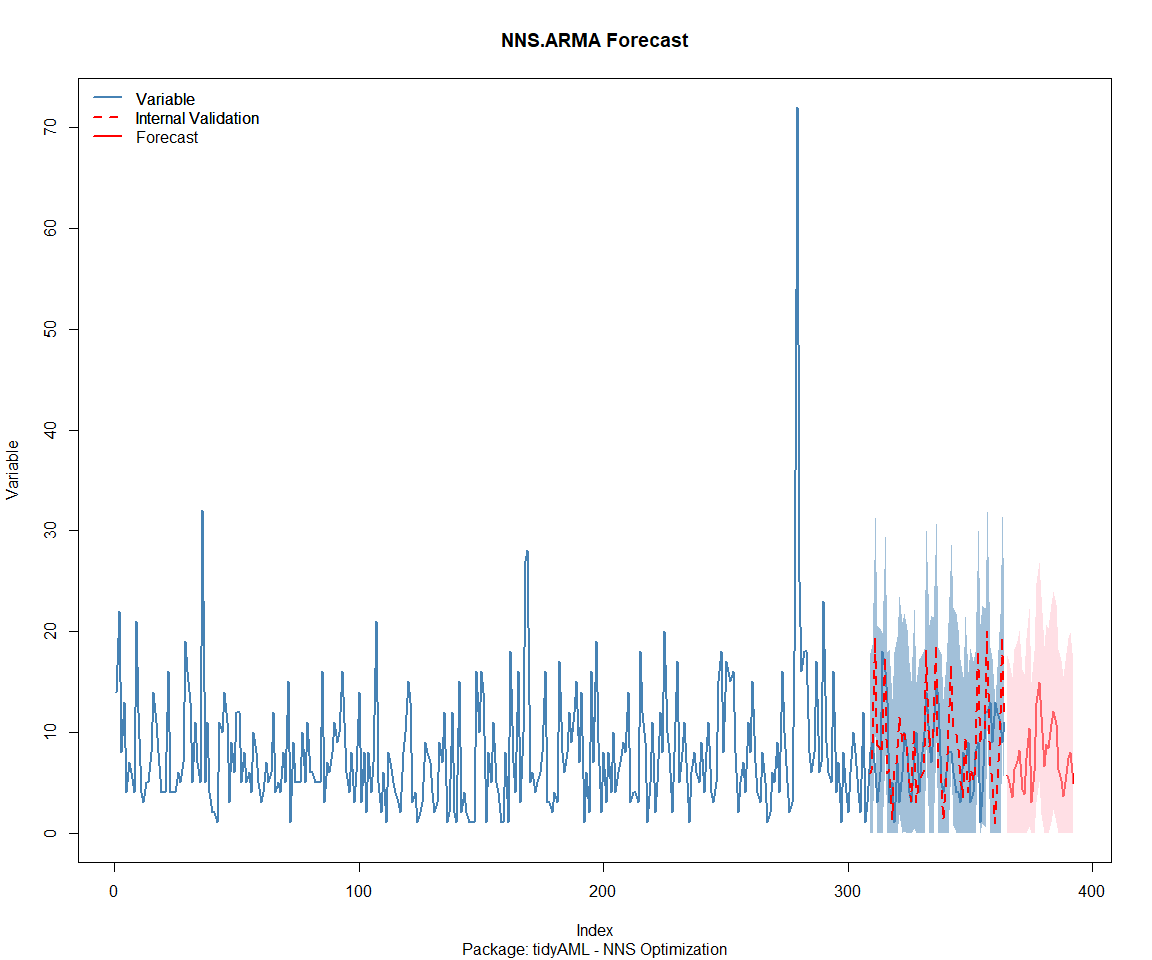 NNS.ARMA Forecast
Variable
Internal Validation
Forecast
70
60
50
40
30
20
10
0
Variable
0
100
200
300
400
Index
Package: tidyAML - NNS Optimization